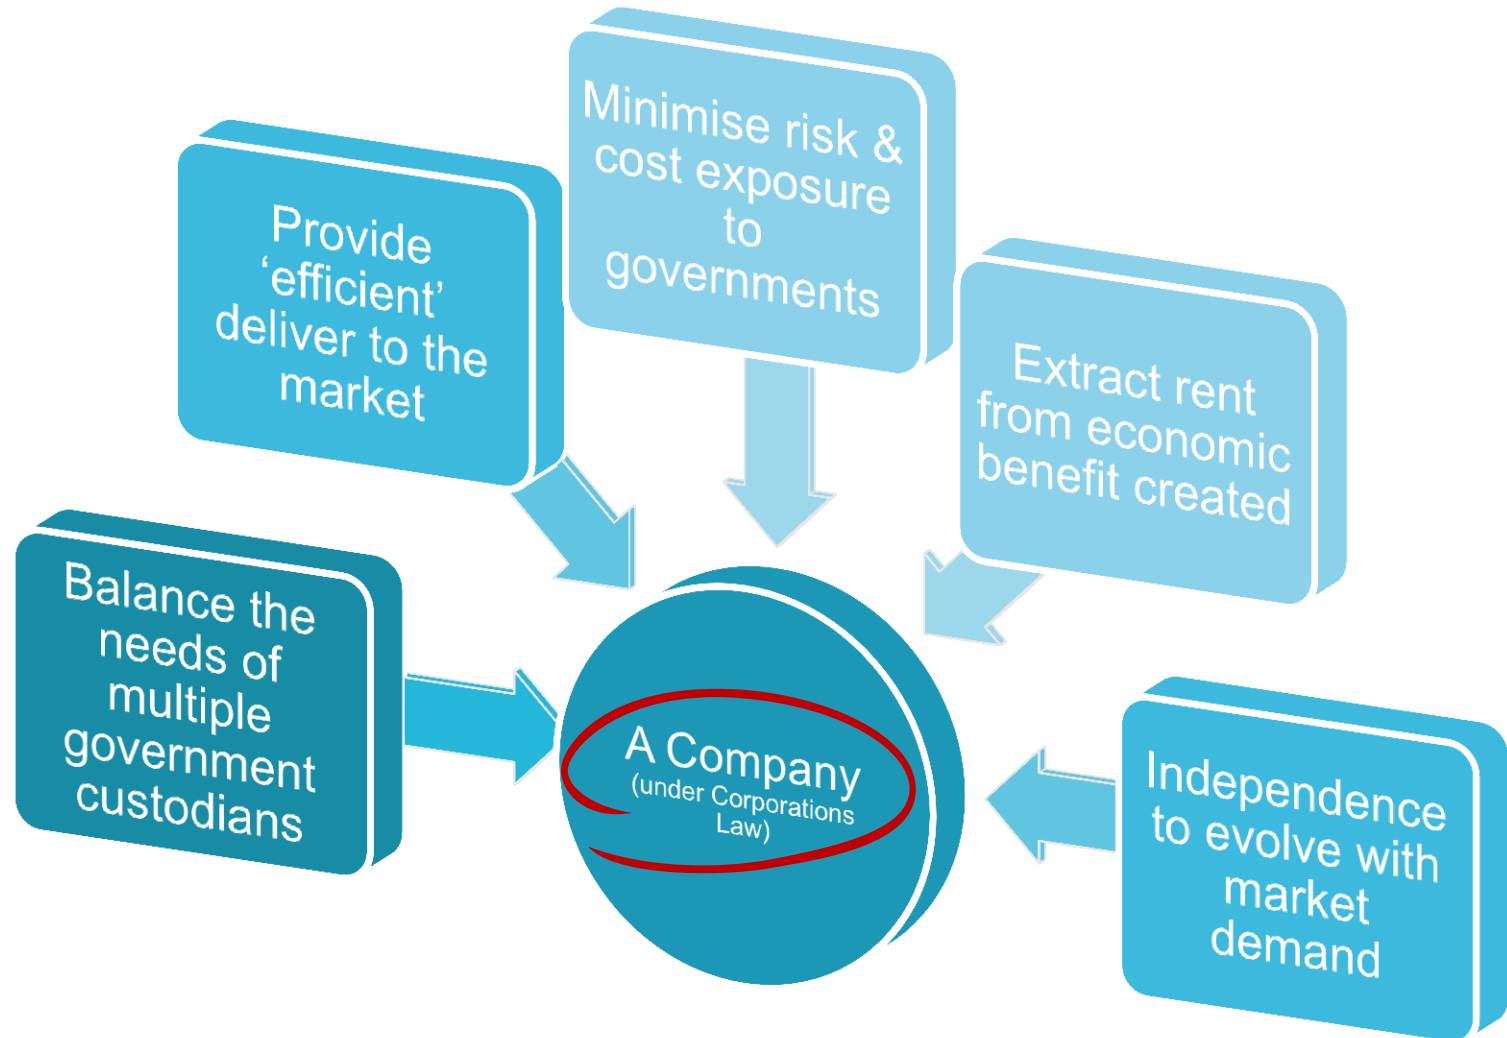 Minimise risk &
cost exposure
to
governments
Provide
‘efficient’
deliver to the
market
Extract rent
from economic
benefit created
Balance the
needs of
multiple
government
custodians
A Company
(under Corporations
Law)
Independence
to evolve with
market
demand